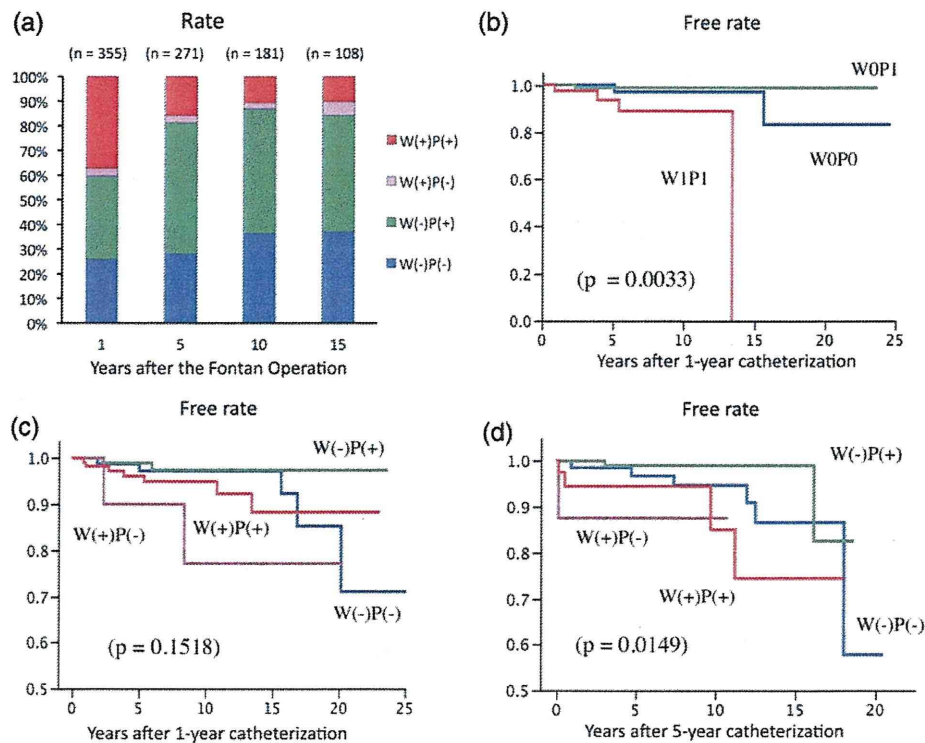 (a)
Rate
(n = 355) (n = 271) (n = 181) (n = 108)
100%
90%
80%
70%
60%
50%
40%
30%
20%
10%
0%
1 5 10 15
Years after the Fontan Operation
W(+)P(+)
W(+)P(-)
W(-)P(+)
W(-)P(-)
(b)
Free rate
1.0
0.8
0.6
0.4
0.2
0.0
W0P1
W0P0
W1P1
(p = 0.0033)
0 5 10 15 20 25
Years after 1-year catheterization
(c)
Free rate
1.0
0.9
0.8
0.7
0.6
0.5
W(-)P(+)
W(+)P(-)
W(+)P(+)
W(-)P(-)
(p = 0.1518)
0 5 10 15 20 25
Years after 1-year catheterization
(d)
Free rate
1.0
0.9
0.8
0.7
0.6
0.5
W(-)P(+)
W(+)P(-)
W(+)P(+)
W(-)P(-)
(p = 0.0149)
0 5 10 15 20
Years after 5-year catheterization